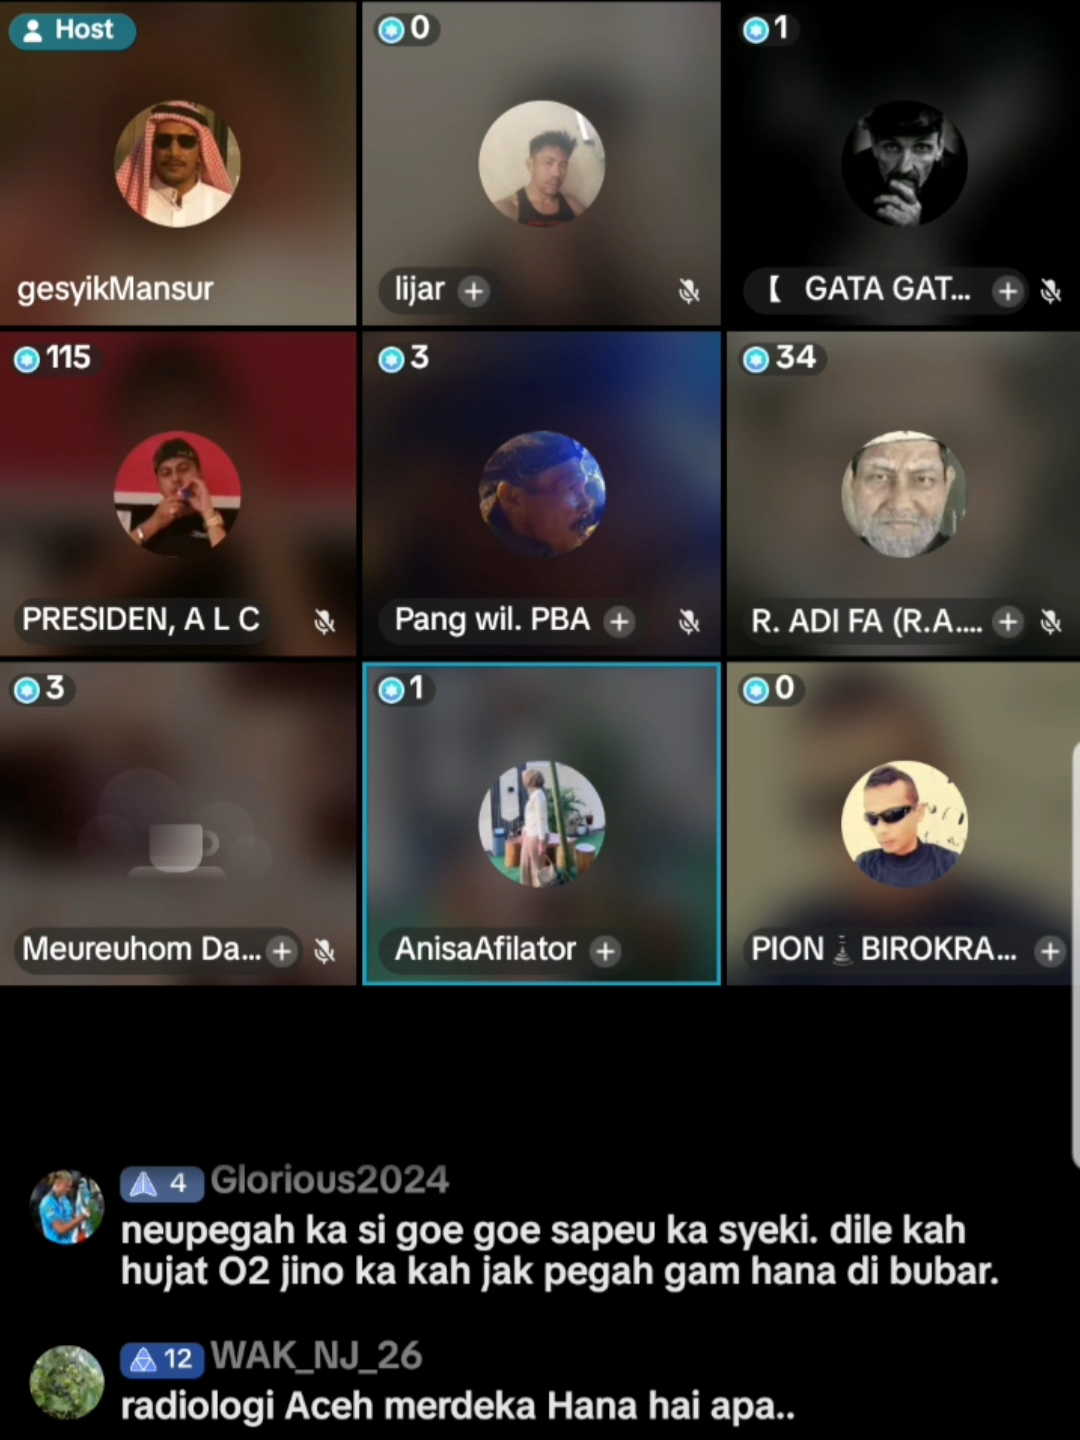 Host
0
1
gesyikMansur
lijar
【 GATA GAT...
115
3
34
PRESIDEN, A L C
Pang wil. PBA
R. ADI FA (R.A....
3
1
0
Meureuhom Da...
AnisaAfilator
PION BIROKRA...
4 Glorious2024
neupegah ka si goe goe sapeu ka syeki. dile kah
hujat O2 jino ka kah jak pegah gam hana di bubar.
12 WAK_NJ_26
radiologi Aceh merdeka Hana hai apa..